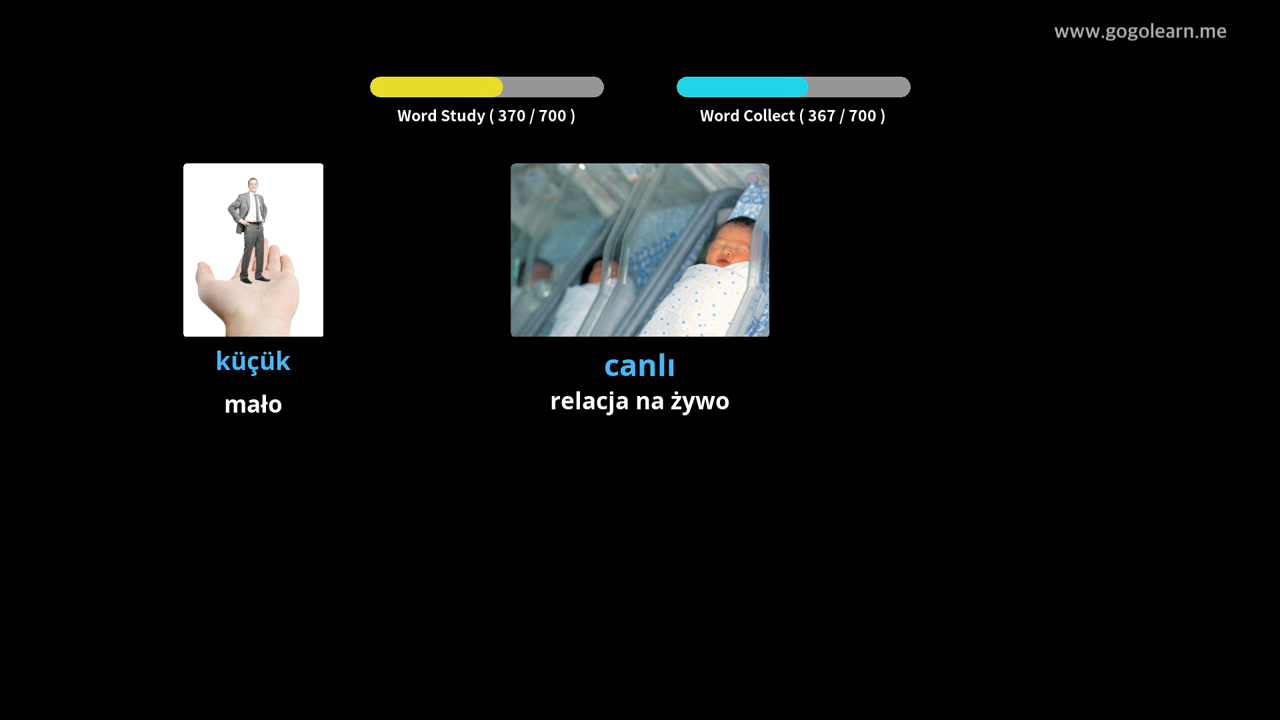 www.gogolearn.me
Word Study ( 370 / 700 )
Word Collect ( 367 / 700 )
küçük
mało
canlı
relacja na żywo